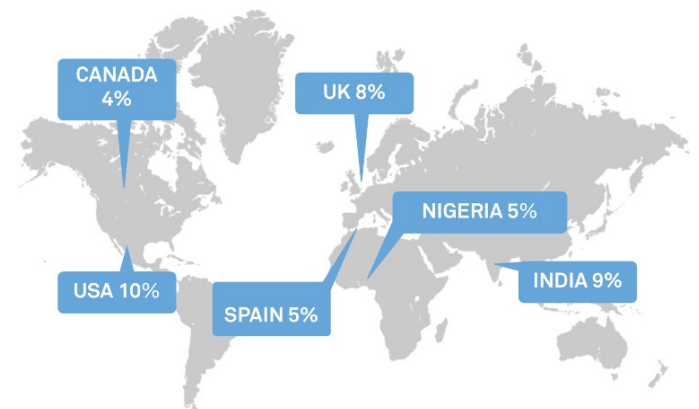 CANADA
4%
UK 8%
NIGERIA 5%
USA 10%
SPAIN 5%
INDIA 9%